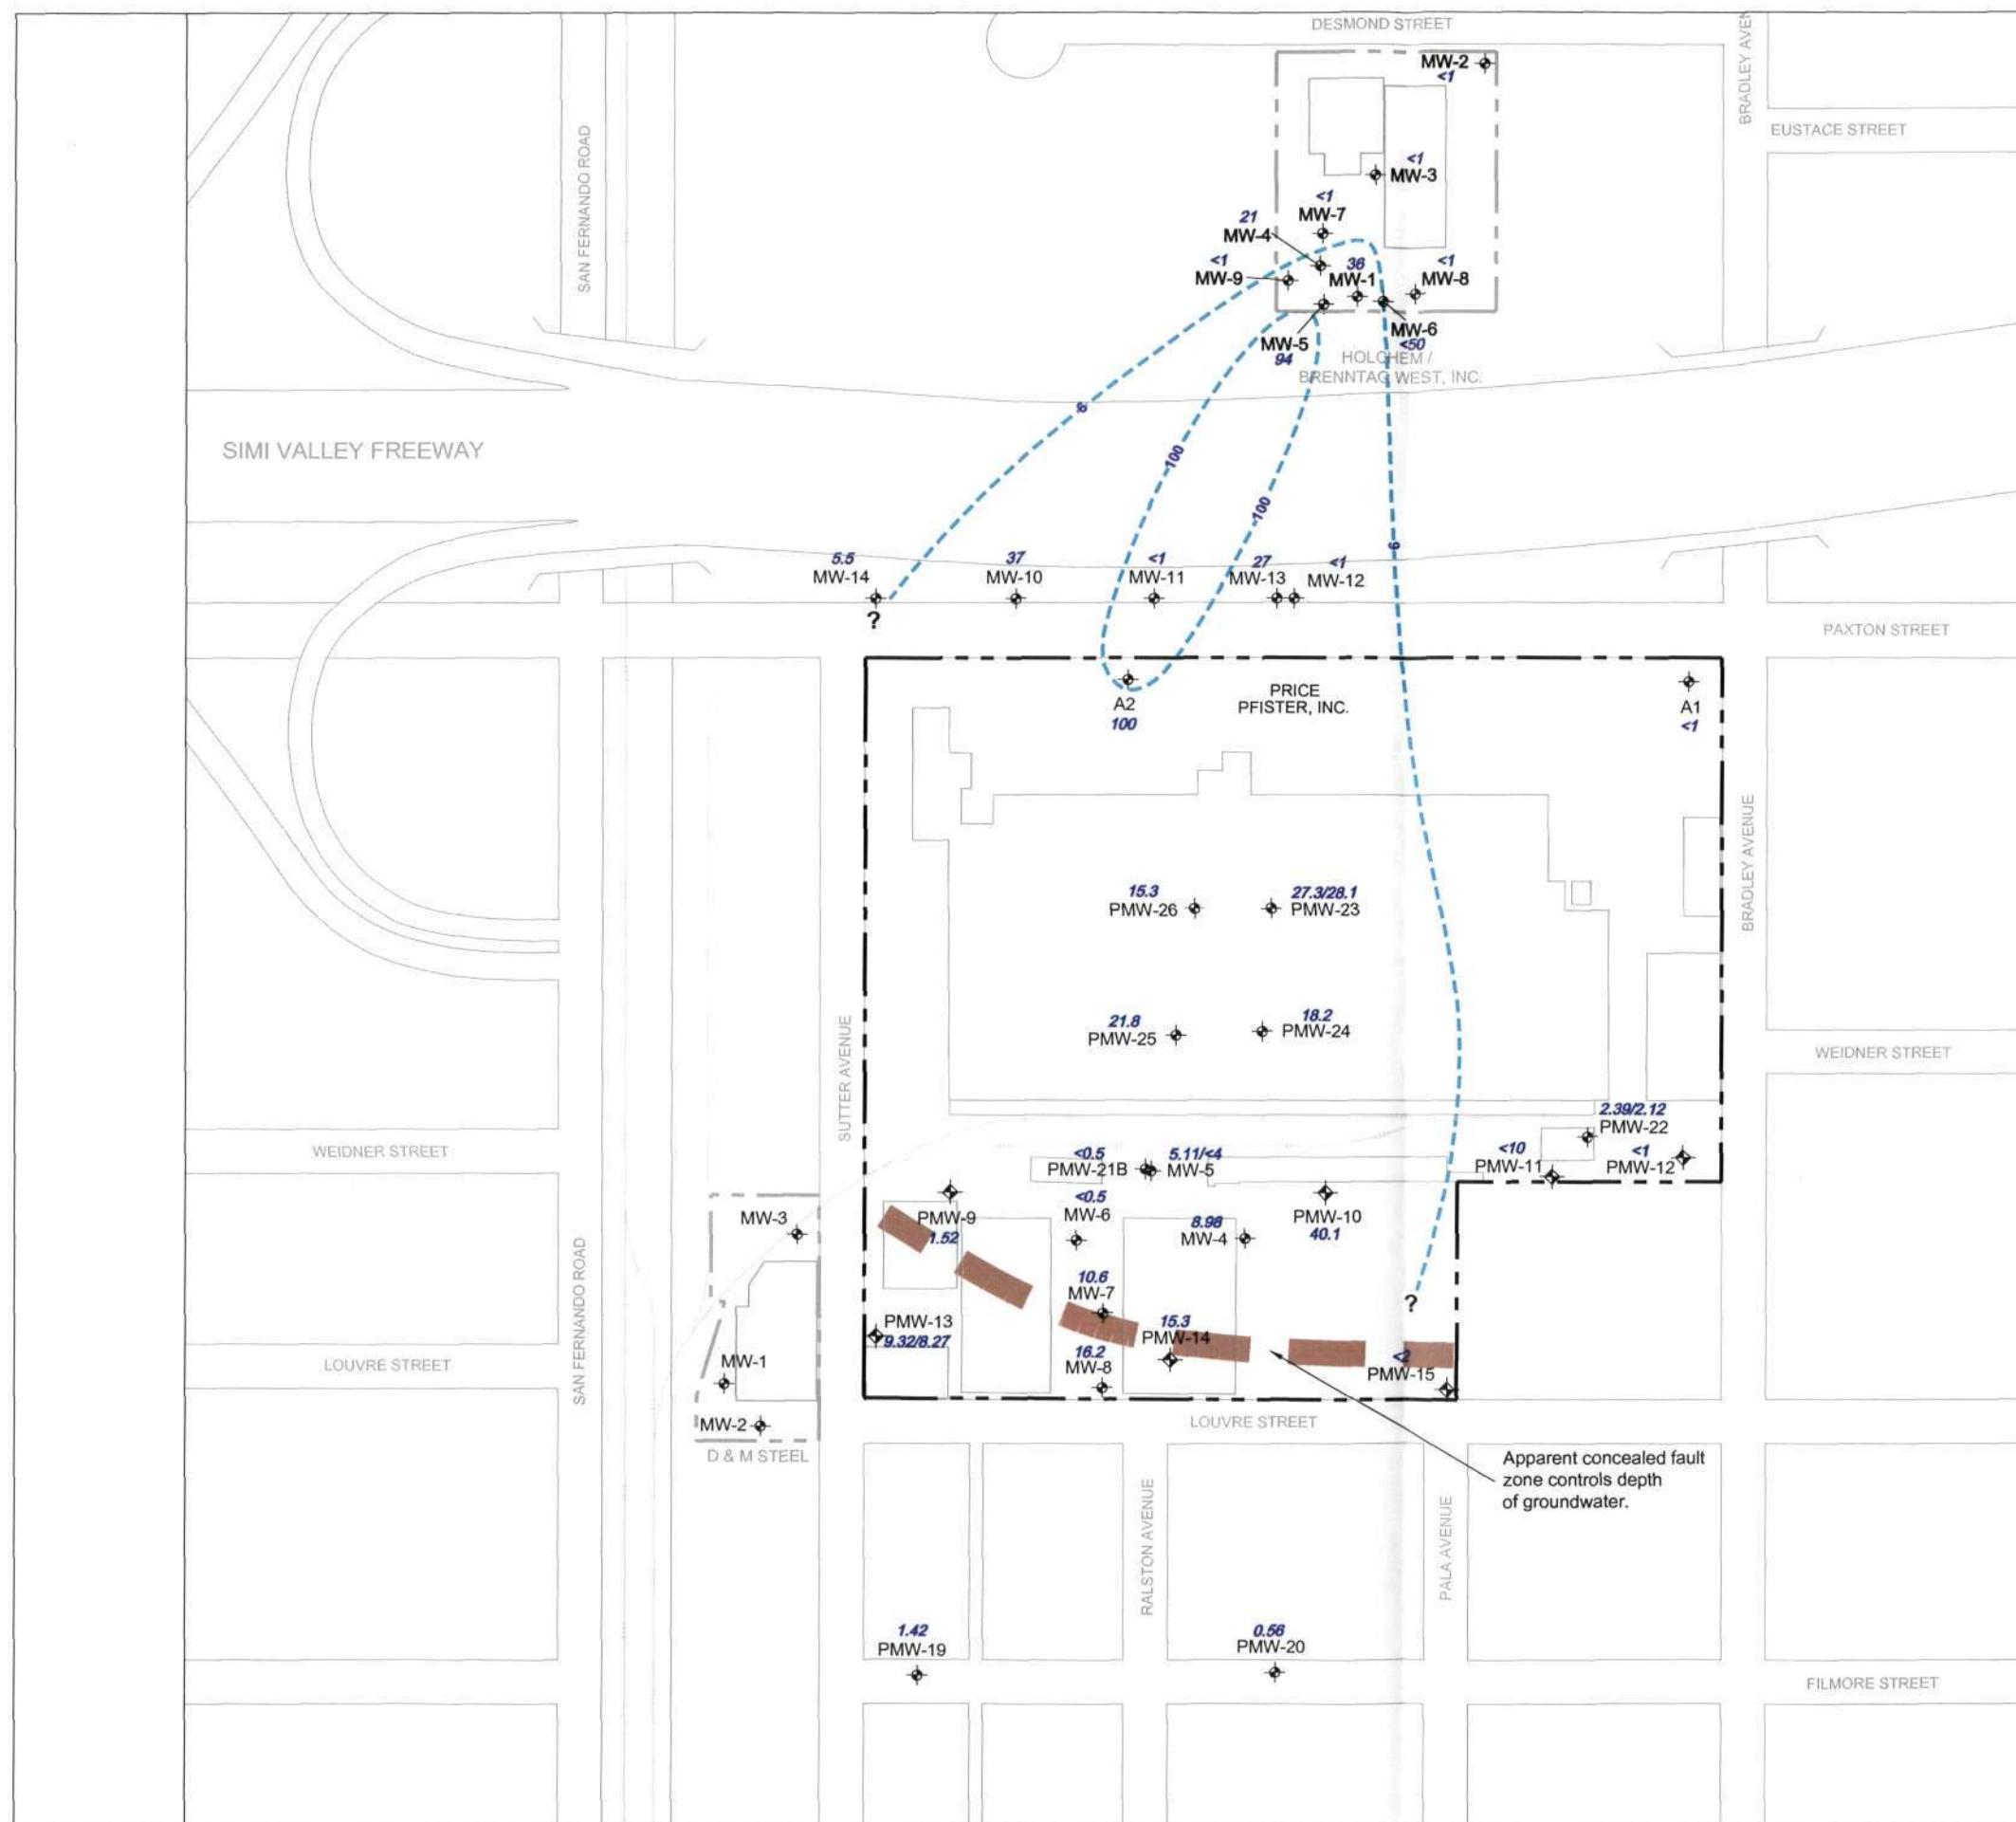 DESMOND STREET
BRADLEY AVEN
MW-2
<1
EUSTACE STREET
SAN FERNANDO ROAD
<1
MW-3
<1
MW-7
21
MW-4
<1
MW-9
36
MW-1
<1
MW-8
MW-6
<50
MW-5
94
HOLCHEM /
BRENNTAG WEST, INC.
SIMI VALLEY FREEWAY
100
100
5.5
MW-14
?
37
MW-10
<1
MW-11
27
MW-13
<1
MW-12
PAXTON STREET
A2
100
PRICE
PFISTER, INC.
A1
<1
BRADLEY AVENUE
15.3
PMW-26
27.3/28.1
PMW-23
21.8
PMW-25
18.2
PMW-24
SUTTER AVENUE
WEIDNER STREET
WEIDNER STREET
2.39/2.12
PMW-22
<10
PMW-11
<1
PMW-12
<0.5
PMW-21B
5.11/<4
MW-5
<0.5
MW-6
8.98
MW-4
PMW-10
40.1
PMW-9
1.52
MW-3
10.6
MW-7
15.3
PMW-14
?
PMW-13
9.32/8.27
16.2
MW-8
<2
PMW-15
MW-1
MW-2
D & M STEEL
LOUVRE STREET
SAN FERNANDO ROAD
LOUVRE STREET
Apparent concealed fault
zone controls depth
of groundwater.
RALSTON AVENUE
PALA AVENUE
1.42
PMW-19
0.56
PMW-20
FILMORE STREET